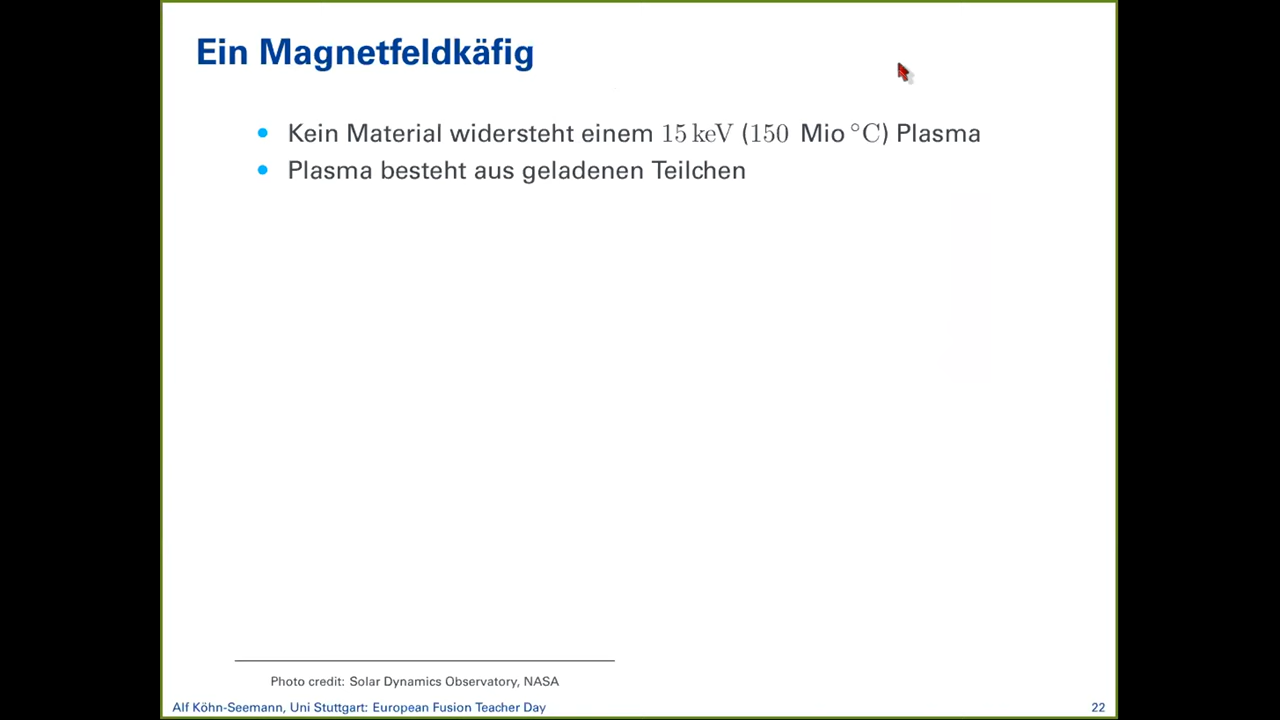 Ein Magnetfeldkäfig
• Kein Material widersteht einem 15 keV (150 Mio °C) Plasma
• Plasma besteht aus geladenen Teilchen
Photo credit: Solar Dynamics Observatory, NASA
Alf Köhn-Seemann, Uni Stuttgart: European Fusion Teacher Day 22